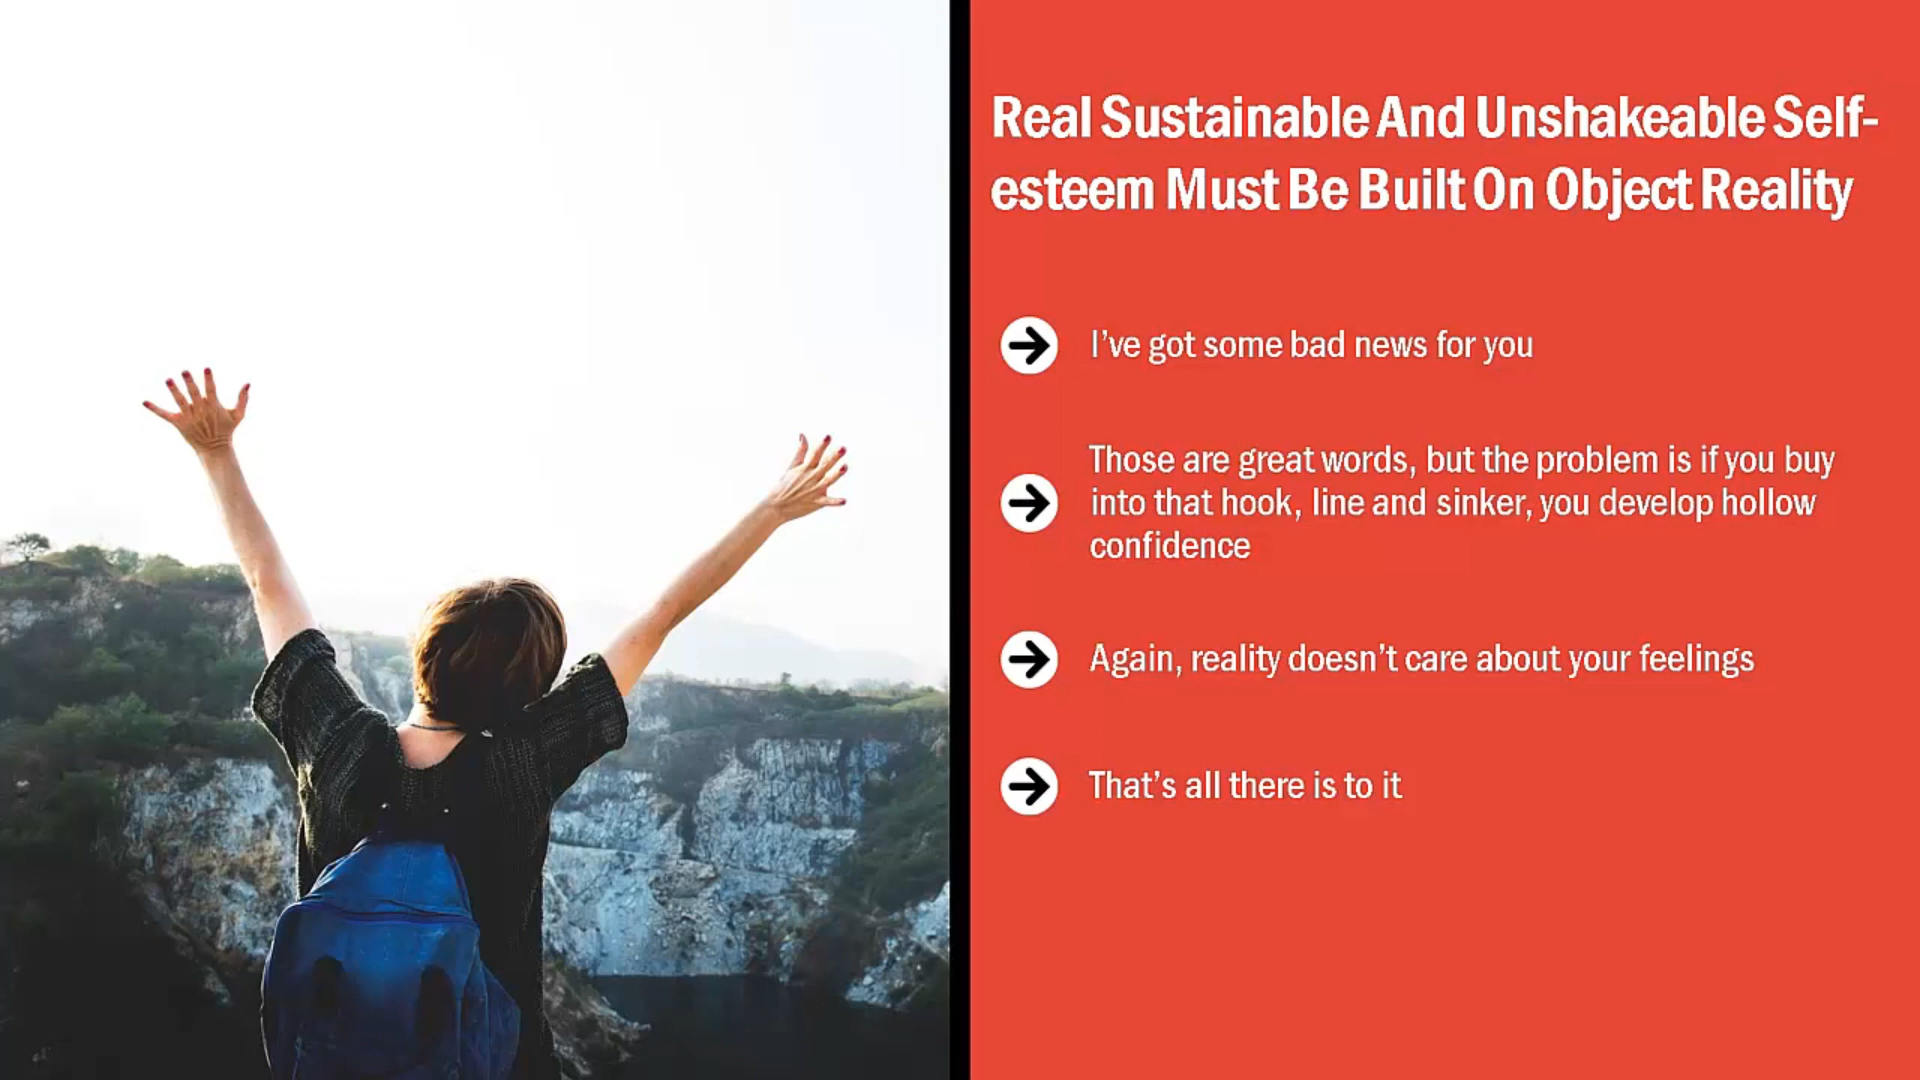 Real Sustainable And Unshakeable Self-
esteem Must Be Built On Object Reality
I’ve got some bad news for you
Those are great words, but the problem is if you buy
into that hook, line and sinker, you develop hollow
confidence
Again, reality doesn’t care about your feelings
That’s all there is to it